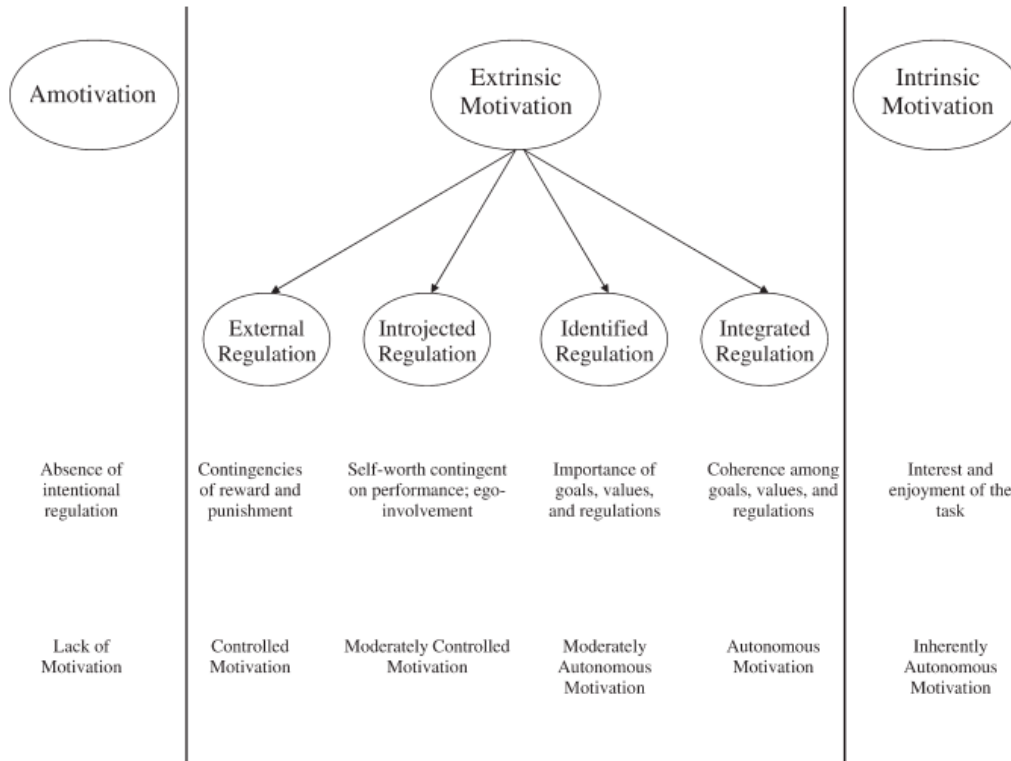 Amotivation
Extrinsic
Motivation
Intrinsic
Motivation
External
Regulation
Introjected
Regulation
Identified
Regulation
Integrated
Regulation
Absence of
intentional
regulation
Contingencies
of reward and
punishment
Self-worth contingent
on performance; ego-
involvement
Importance of
goals, values,
and regulations
Coherence among
goals, values, and
regulations
Interest and
enjoyment of the
task
Lack of
Motivation
Controlled
Motivation
Moderately Controlled
Motivation
Moderately
Autonomous
Motivation
Autonomous
Motivation
Inherently
Autonomous
Motivation